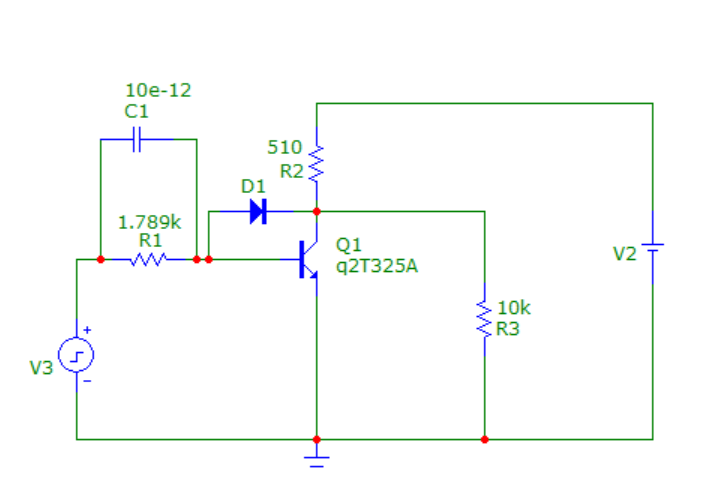 10e-12
C1
510
R2
D1
1.789k
R1
Q1
q2T325A
V2
10k
R3
+
V3
−